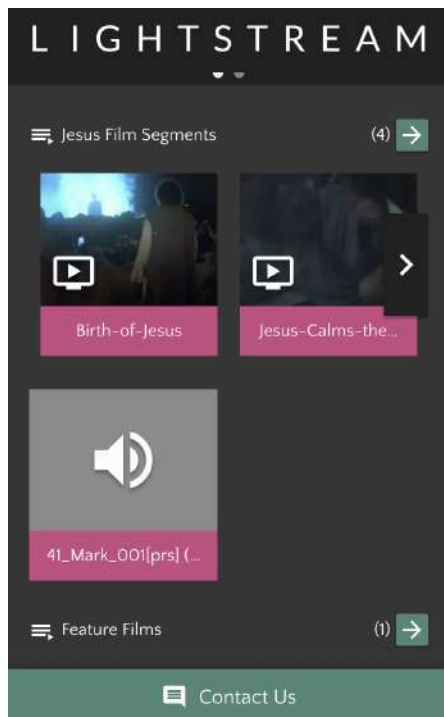 LIGHTSTREAM
Jesus Film Segments (4)
Birth-of-Jesus
Jesus-Calms-the...
41_Mark_001[prs] (...
Feature Films (1)
Contact Us